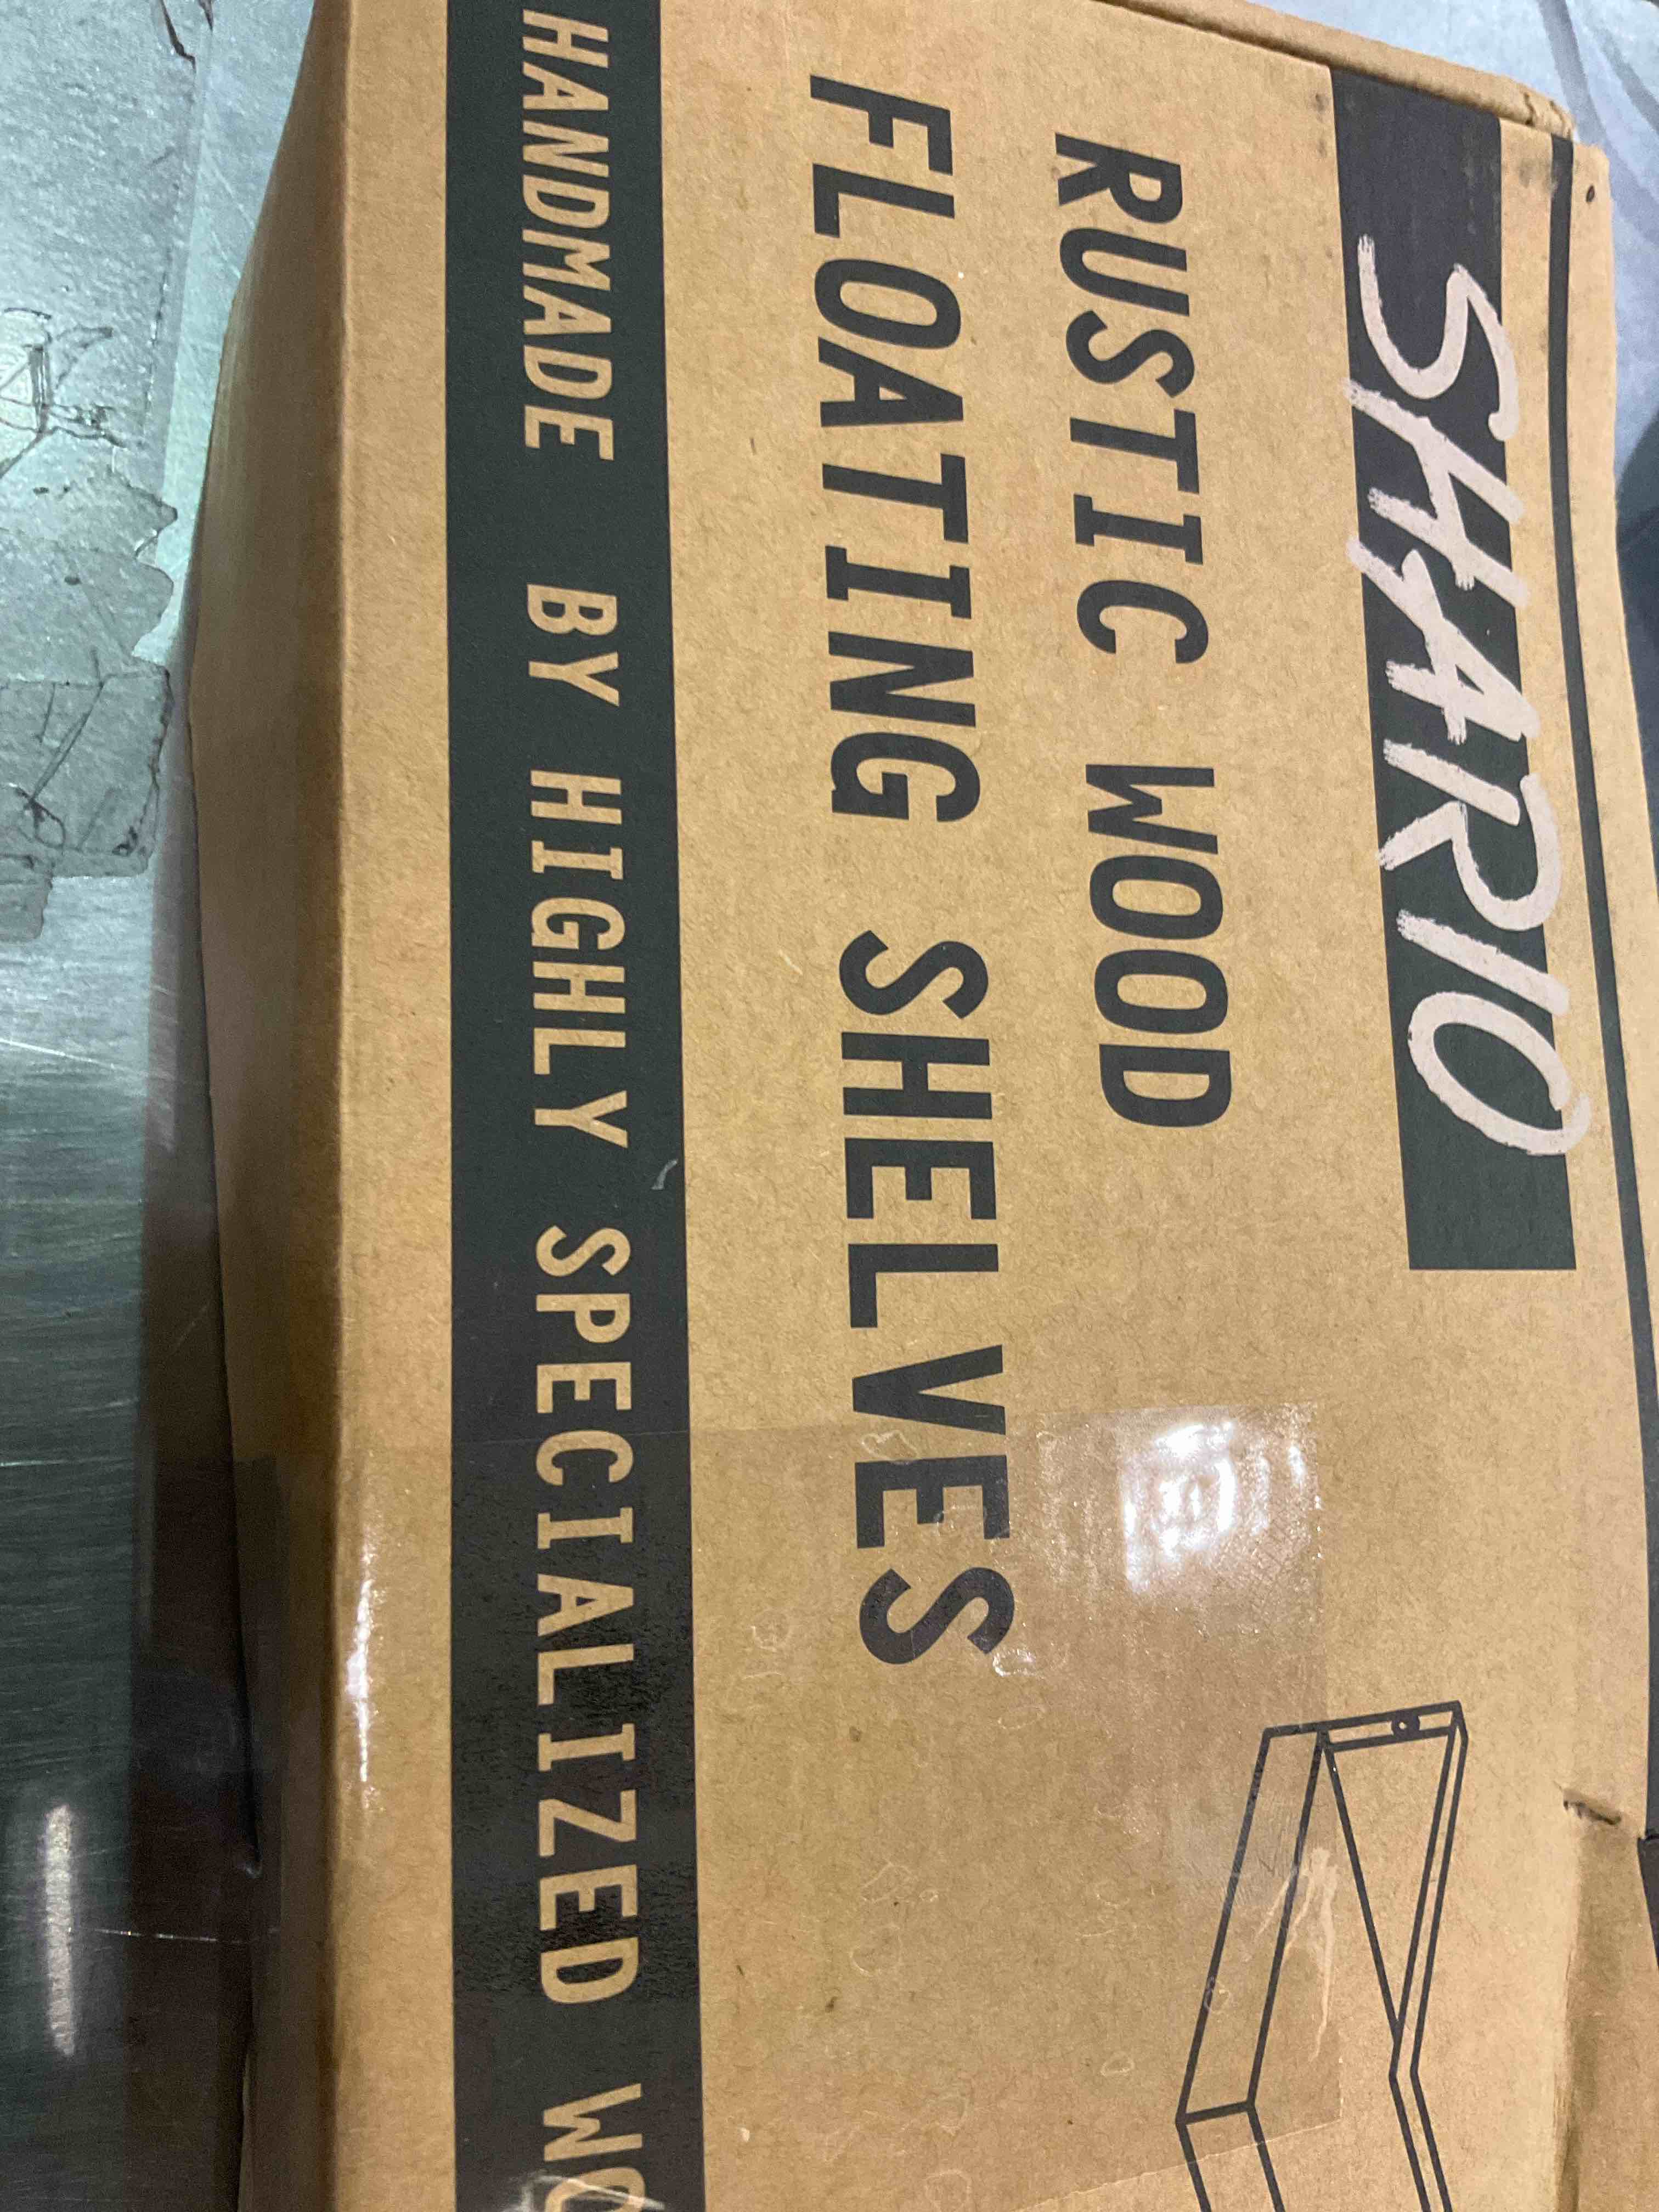 SHARIO
RUSTIC WOOD
FLOATING SHELVES
HANDMADE BY HIGHLY SPECIALIZED